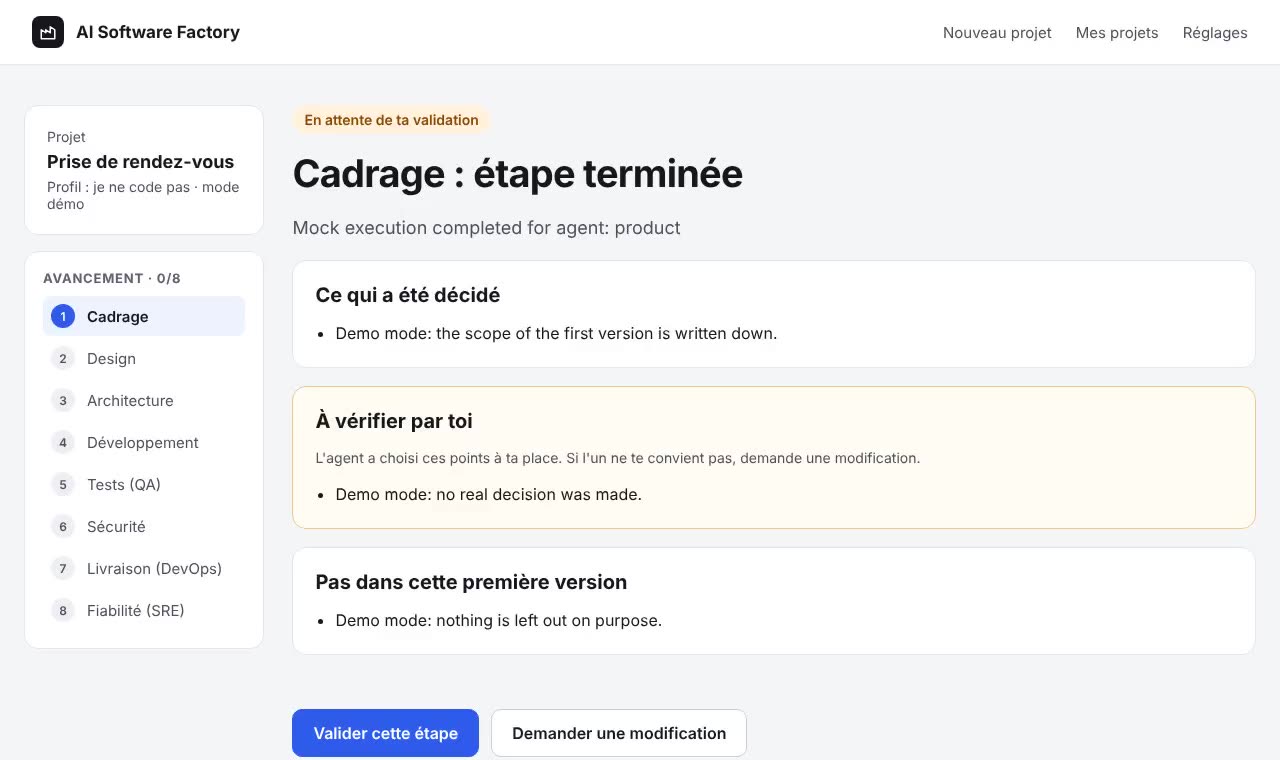 AI Software Factory
Nouveau projet
Mes projets
Réglages
Projet
Prise de rendez-vous
Profil : je ne code pas · mode
démo
AVANCEMENT · 0/8
1 Cadrage
2 Design
3 Architecture
4 Développement
5 Tests (QA)
6 Sécurité
7 Livraison (DevOps)
8 Fiabilité (SRE)
En attente de ta validation
Cadrage : étape terminée
Mock execution completed for agent: product
Ce qui a été décidé
• Demo mode: the scope of the first version is written down.
À vérifier par toi
L'agent a choisi ces points à ta place. Si l'un ne te convient pas, demande une modification.
• Demo mode: no real decision was made.
Pas dans cette première version
• Demo mode: nothing is left out on purpose.
Valider cette étape
Demander une modification